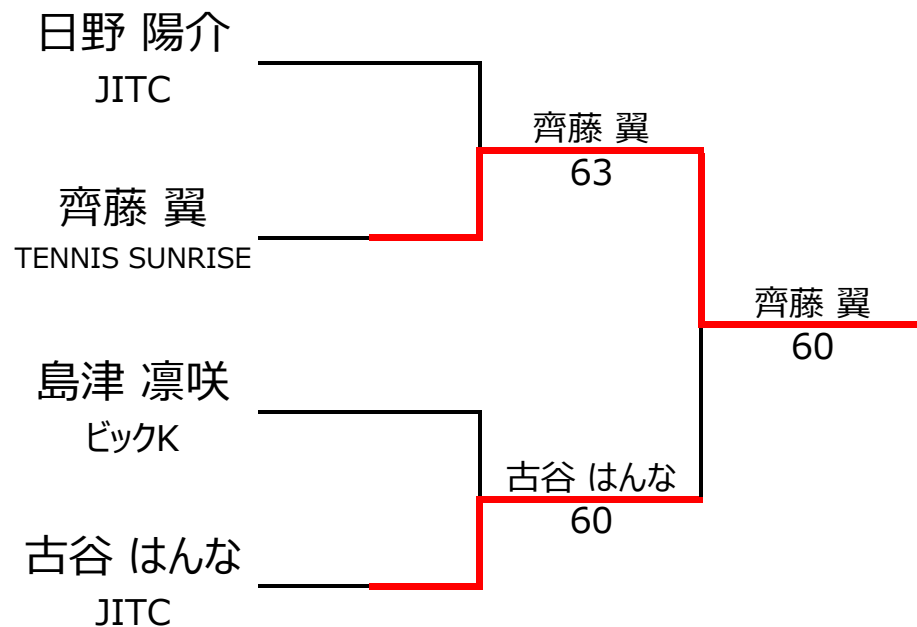 日野 陽介
JITC
齊藤 翼
63
齊藤 翼
TENNIS SUNRISE
齊藤 翼
60
島津 凛咲
ビックK
古谷 はんな
60
古谷 はんな
JITC